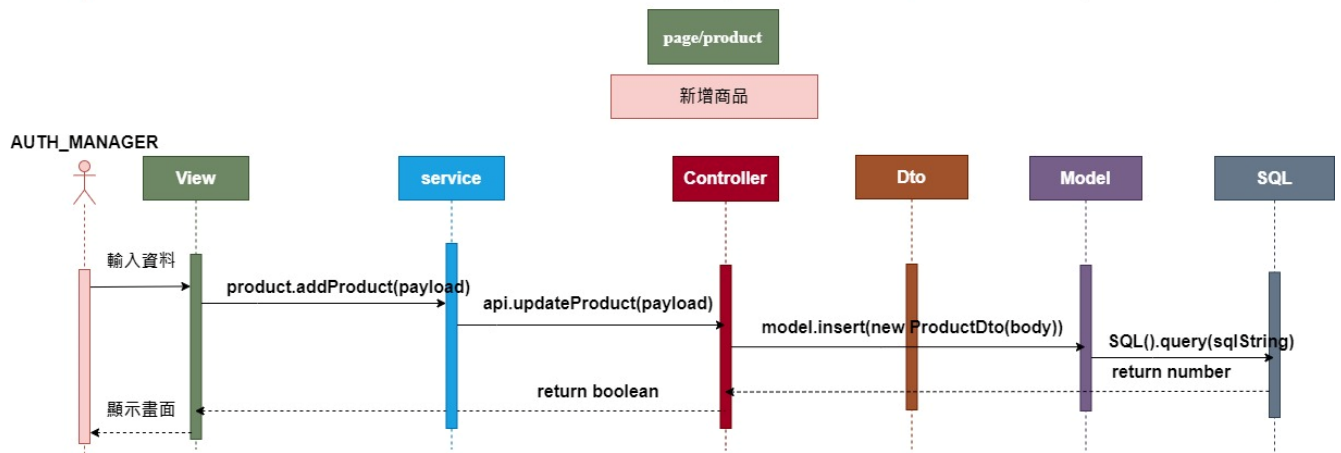 page/product
新增商品
AUTH_MANAGER
View
service
Controller
Dto
Model
SQL
輸入資料
product.addProduct(payload)
api.updateProduct(payload)
model.insert(new ProductDto(body))
SQL().query(sqlString)
return number
return boolean
顯示畫面